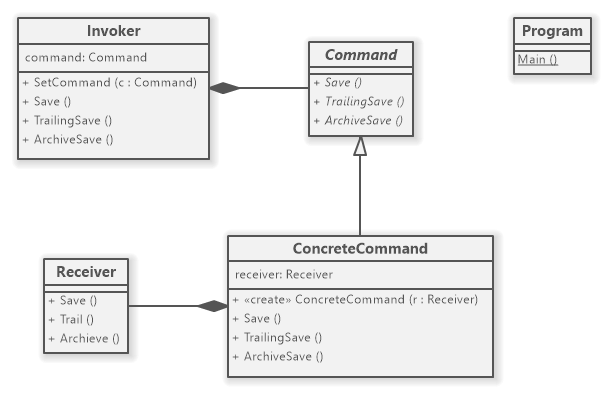 Invoker
command: Command
+ SetCommand (c : Command)
+ Save ()
+ TrailingSave ()
+ ArchiveSave ()
Command
+ Save ()
+ TrailingSave ()
+ ArchiveSave ()
Program
Main ()
Receiver
+ Save ()
+ Trail ()
+ Archieve ()
ConcreteCommand
receiver: Receiver
+ «create» ConcreteCommand (r : Receiver)
+ Save ()
+ TrailingSave ()
+ ArchiveSave ()